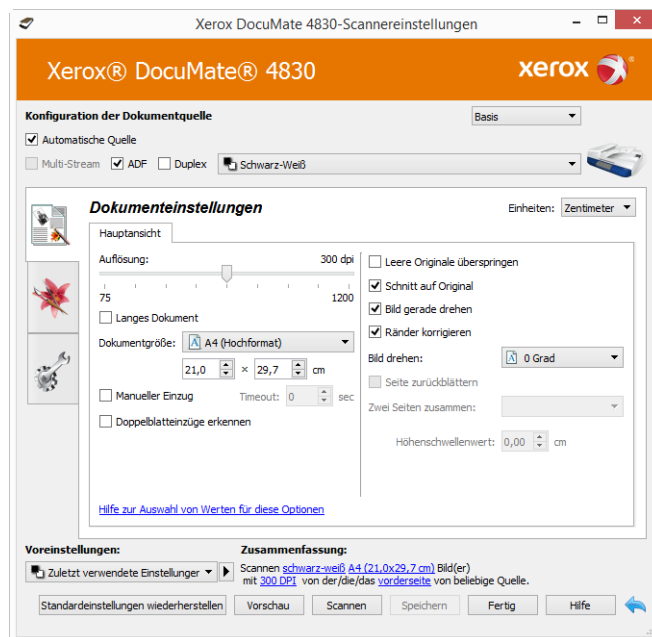 Xerox DocuMate 4830-Scannereinstellungen
Xerox® DocuMate® 4830
xerox
Konfiguration der Dokumentquelle
Basis
Automatische Quelle
Multi-Stream ADF Duplex Schwarz-Weiß
Dokumenteinstellungen
Einheiten: Zentimeter
Hauptansicht
Auflösung: 300 dpi
75 1200
Langes Dokument
Dokumentgröße: A4 (Hochformat)
21,0 × 29,7 cm
Manueller Einzug Timeout: 0 sec
Doppelblatteinzüge erkennen
Hilfe zur Auswahl von Werten für diese Optionen
Leere Originale überspringen
Schnitt auf Original
Bild gerade drehen
Ränder korrigieren
Bild drehen: 0 Grad
Seite zurückblättern
Zwei Seiten zusammen:
Höhenschwellenwert: 0,00 cm
Voreinstellungen:
Zuletzt verwendete Einstellunger
Zusammenfassung:
Scannen schwarz-weiß A4 (21,0x29,7 cm) Bild(er)
mit 300 DPI von der/die/das vorderseite von beliebige Quelle.
Standardeinstellungen wiederherstellen Vorschau Scannen Speichern Fertig Hilfe